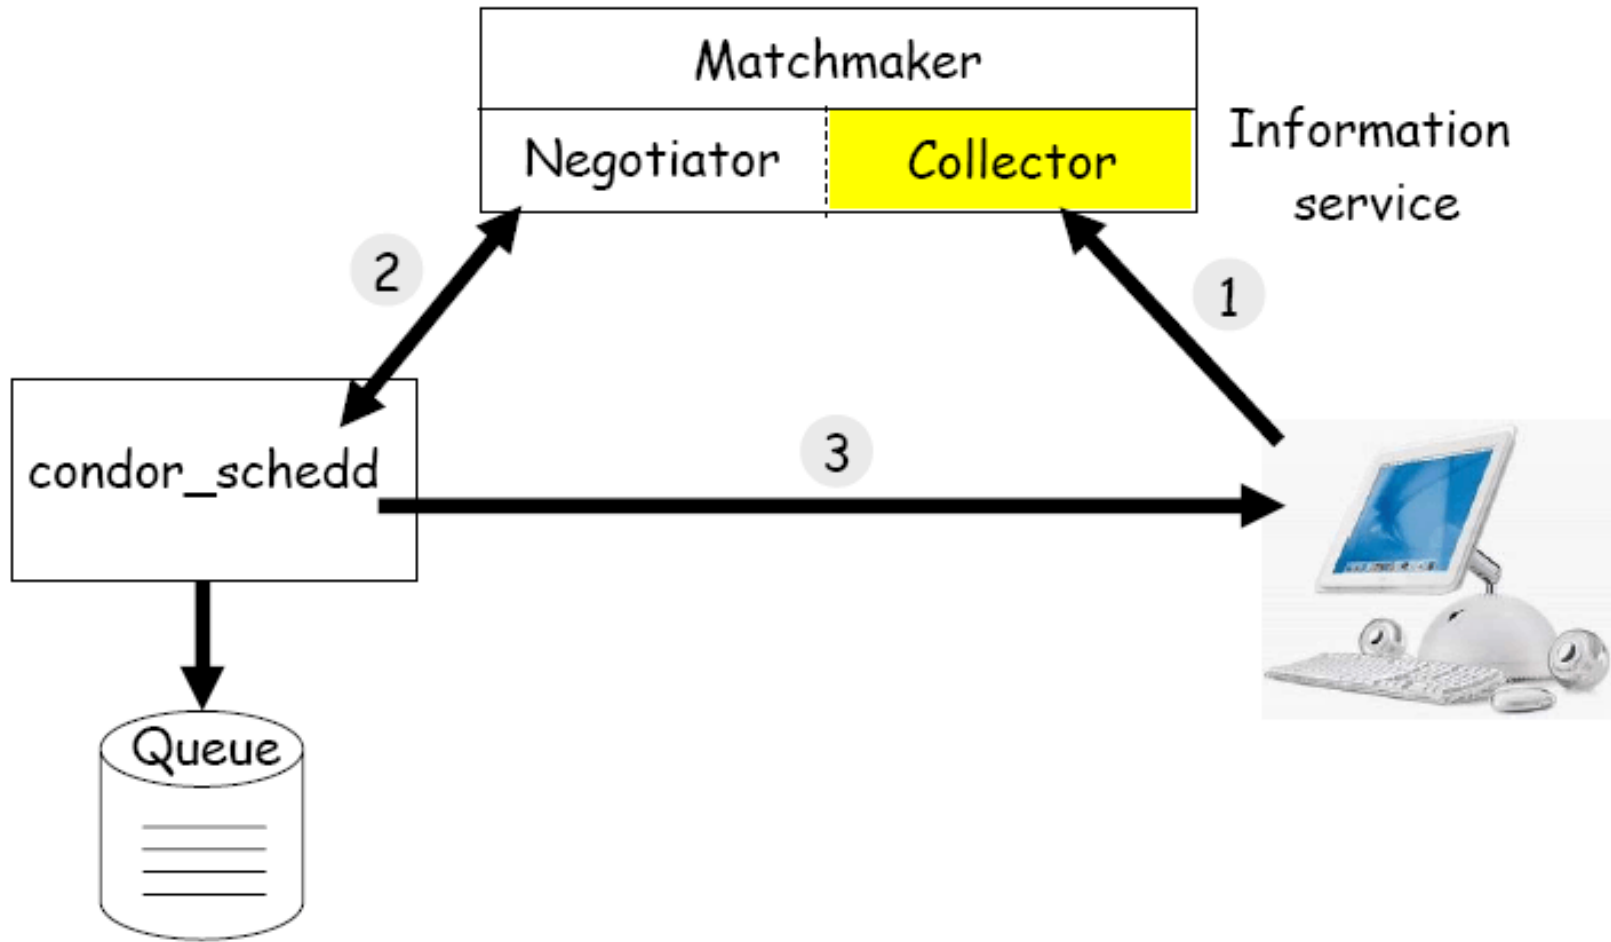 Matchmaker
Negotiator
Collector
Information
service
2
1
condor_schedd
3
Queue